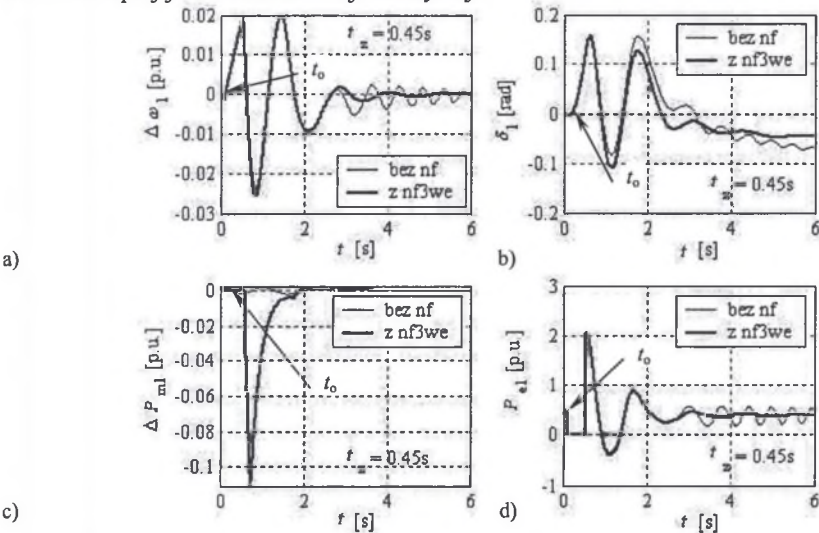 0.02
0.01
0
-0.01
-0.02
-0.03
Δ ω₁ [p.u.]
t_z = 0.45s
t_o
bez nf
z nf3we
0 2 4 6
t [s]
a)
0.2
0.1
0
-0.1
-0.2
δ₁ [rad]
bez nf
z nf3we
t_o
t_z = 0.45s
0 2 4 6
t [s]
b)
0
-0.02
-0.04
-0.06
-0.08
-0.1
Δ P_m1 [p.u.]
bez nf
z nf3we
t_o
t_z = 0.45s
0 2 4 6
t [s]
c)
3
2
1
0
-1
P_e1 [p.u.]
bez nf
z nf3we
t_o
t_z = 0.45s
0 2 4 6
t [s]
d)